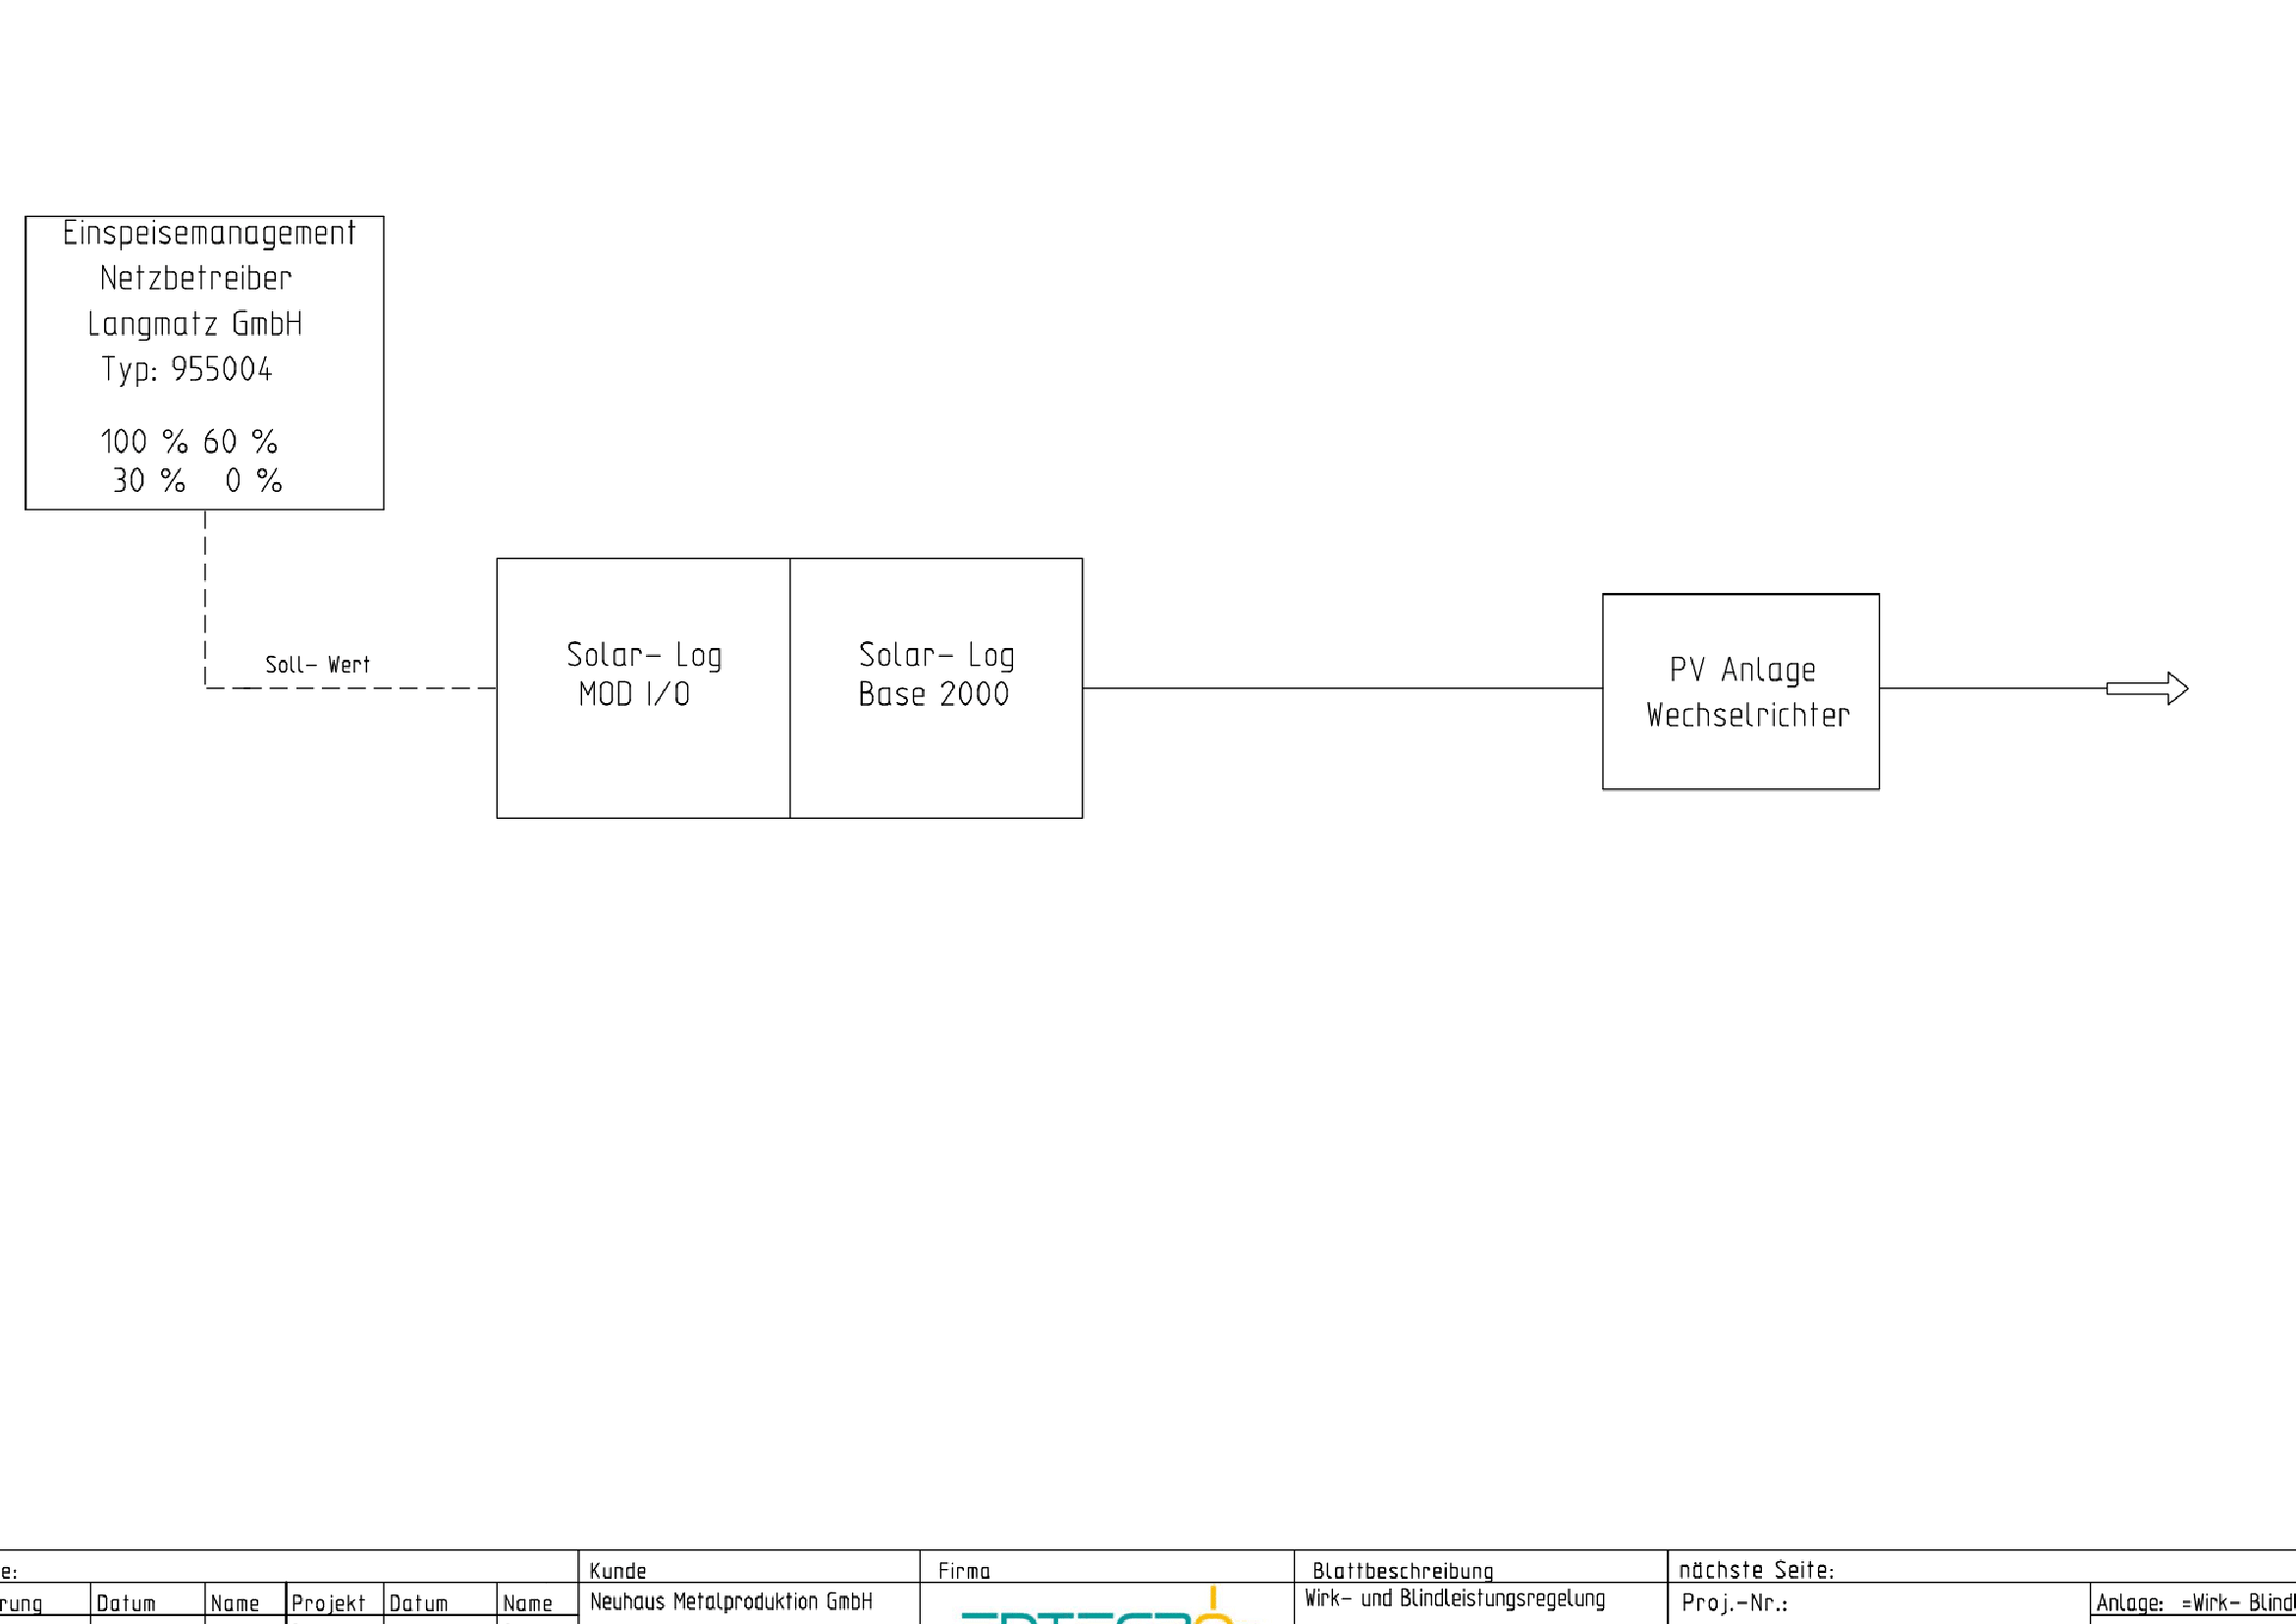 Einspeisemanagement
Netzbetreiber
Langmatz GmbH
Typ: 955004
100 % 60 %
30 % 0 %
Soll- Wert
Solar- Log
MOD I/O
Solar- Log
Base 2000
PV Anlage
Wechselrichter
e:
Kunde
Firma
Blattbeschreibung
nächste Seite:
rung
Datum
Name
Projekt
Datum
Name
Neuhaus Metalproduktion GmbH
Wirk- und Blindleistungsregelung
Proj.-Nr.:
Anlage: =Wirk- Blind